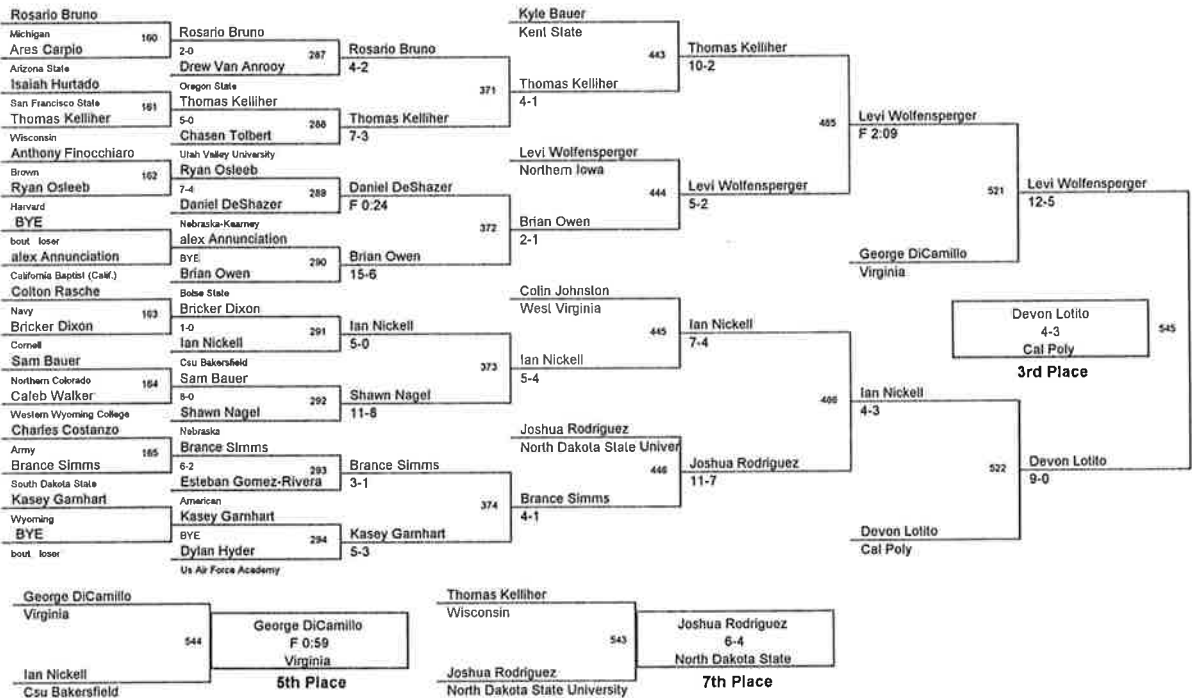 Rosario Bruno
Michigan
160
Ares Carpio
Arizona State
Isaiah Hurtado
San Francisco State
161
Thomas Kelliher
Wisconsin
Anthony Finocchiaro
Brown
162
Ryan Osleeb
Harvard
BYE
bout loser
alex Annunciation
California Baptist (Calif.)
Colton Rasche
Navy
163
Bricker Dixon
Cornell
Sam Bauer
Northern Colorado
164
Caleb Walker
Western Wyoming College
Charles Costanzo
Army
165
Brance Simms
South Dakota State
Kasey Garnhart
Wyoming
BYE
bout loser
Rosario Bruno
2-0
287
Drew Van Anrooy
Oregon State
Thomas Kelliher
5-0
288
Chasen Tolbert
Utah Valley University
Ryan Osleeb
7-4
289
Daniel DeShazer
Nebraska-Kearney
alex Annunciation
BYE
290
Brian Owen
Boise State
Bricker Dixon
1-0
291
Ian Nickell
Csu Bakersfield
Sam Bauer
8-0
292
Shawn Nagel
Nebraska
Brance Simms
6-2
293
Esteban Gomez-Rivera
American
Kasey Garnhart
BYE
294
Dylan Hyder
Us Air Force Academy
Rosario Bruno
4-2
371
Thomas Kelliher
7-3
Daniel DeShazer
F 0:24
372
Brian Owen
15-6
Ian Nickell
5-0
373
Shawn Nagel
11-8
Brance Simms
3-1
374
Kasey Garnhart
5-3
Kyle Bauer
Kent State
443
Thomas Kelliher
4-1
Levi Wolfensperger
Northern Iowa
444
Brian Owen
2-1
Colin Johnston
West Virginia
445
Ian Nickell
5-4
Joshua Rodriguez
North Dakota State Univer
446
Brance Simms
4-1
Thomas Kelliher
10-2
485
Levi Wolfensperger
5-2
Ian Nickell
7-4
486
Joshua Rodriguez
11-7
Levi Wolfensperger
F 2:09
521
George DiCamillo
Virginia
Ian Nickell
4-3
522
Devon Lotito
Cal Poly
Levi Wolfensperger
12-5
Devon Lotito
4-3
Cal Poly
545
3rd Place
Devon Lotito
9-0
George DiCamillo
Virginia
544
Ian Nickell
Csu Bakersfield
George DiCamillo
F 0:59
Virginia
5th Place
Thomas Kelliher
Wisconsin
543
Joshua Rodriguez
North Dakota State University
Joshua Rodriguez
6-4
North Dakota State
7th Place